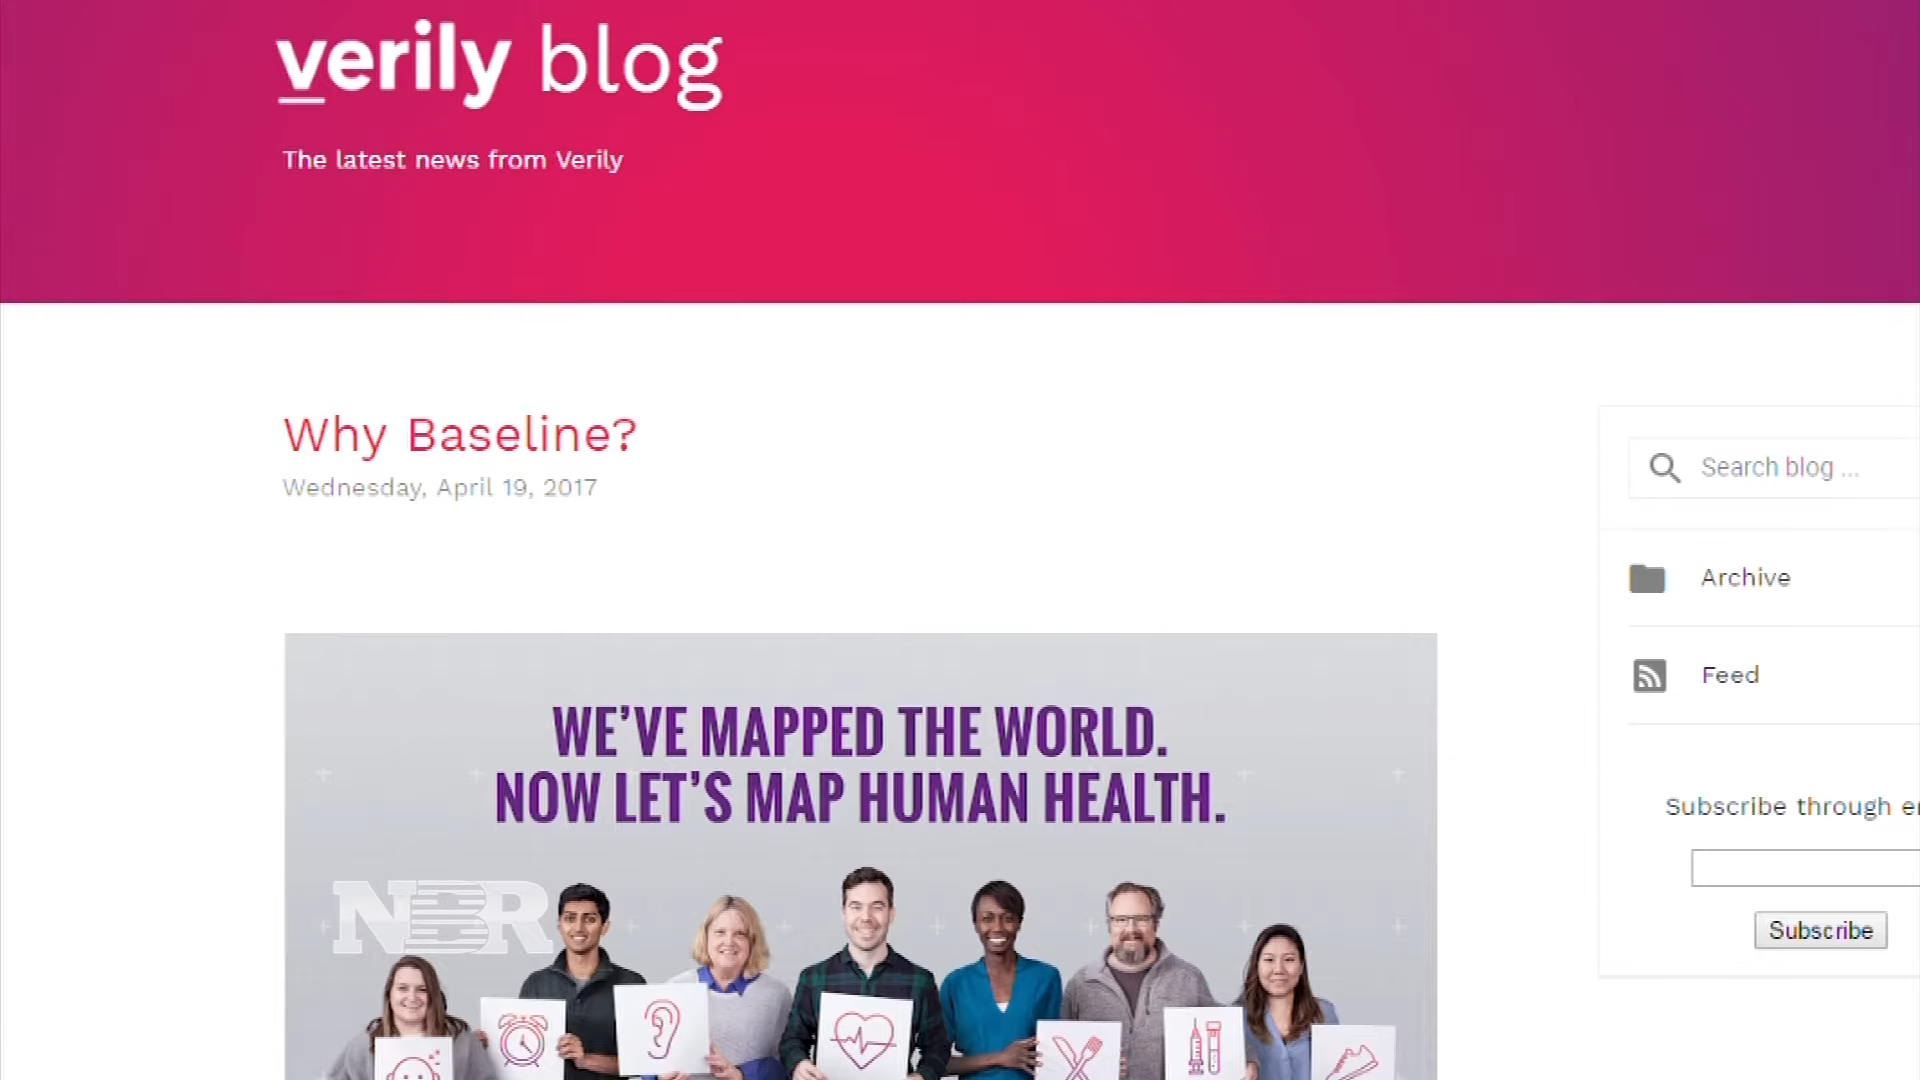 verily blog
The latest news from Verily
Why Baseline?
Wednesday, April 19, 2017
Search blog ...
Archive
Feed
Subscribe through
Subscribe
WE'VE MAPPED THE WORLD.
NOW LET'S MAP HUMAN HEALTH.
NBR